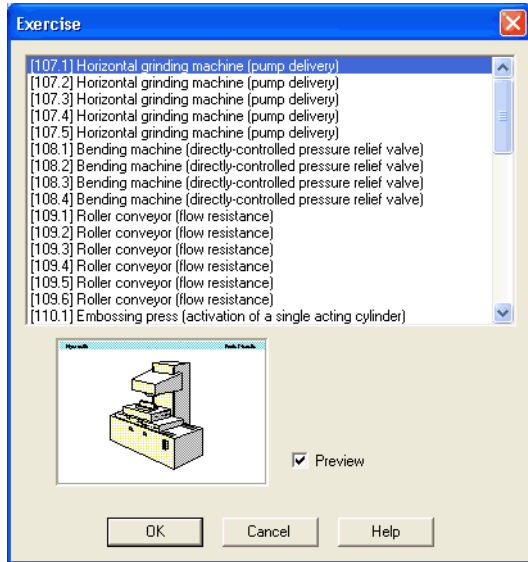 Exercise
[107.1] Horizontal grinding machine (pump delivery)
[107.2] Horizontal grinding machine (pump delivery)
[107.3] Horizontal grinding machine (pump delivery)
[107.4] Horizontal grinding machine (pump delivery)
[107.5] Horizontal grinding machine (pump delivery)
[108.1] Bending machine (directly-controlled pressure relief valve)
[108.2] Bending machine (directly-controlled pressure relief valve)
[108.3] Bending machine (directly-controlled pressure relief valve)
[108.4] Bending machine (directly-controlled pressure relief valve)
[109.1] Roller conveyor (flow resistance)
[109.2] Roller conveyor (flow resistance)
[109.3] Roller conveyor (flow resistance)
[109.4] Roller conveyor (flow resistance)
[109.5] Roller conveyor (flow resistance)
[109.6] Roller conveyor (flow resistance)
[110.1] Embossing press (activation of a single acting cylinder)
Preview
OK Cancel Help